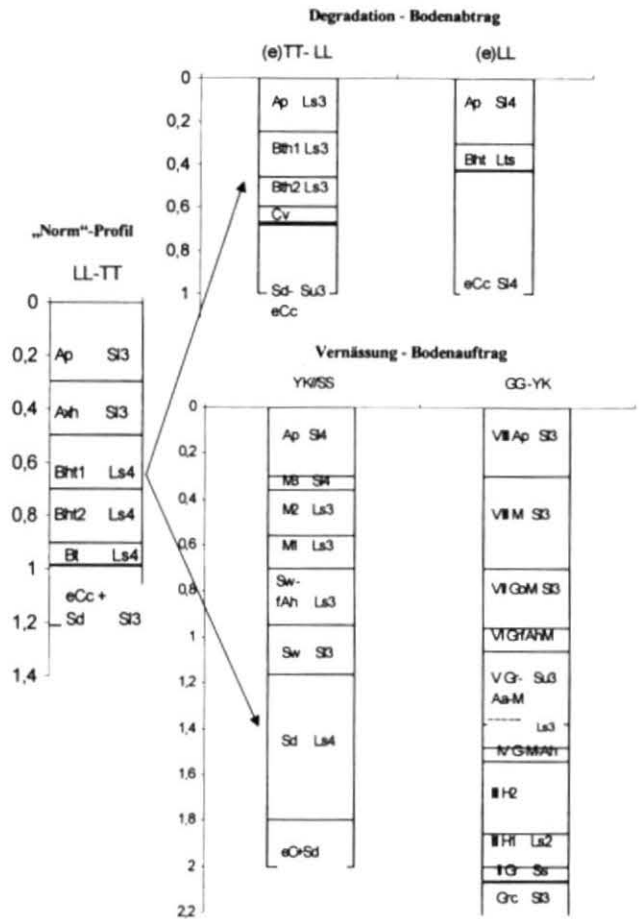 Degradation - Bodenabtrag
(e)TT- LL
(e)LL
0
0,2
0,4
0,6
0,8
1
Ap Ls3
Bth1 Ls3
Bth2 Ls3
Cv
Sd- Su3
eCc
Ap Sl4
Bht Lts
eCc Sl4
„Norm“-Profil
LL-TT
0
0,2
0,4
0,6
0,8
1
1,2
1,4
Ap Sl3
Axh Sl3
Bht1 Ls4
Bht2 Ls4
Bt Ls4
eCc +
Sd Sl3
Vernässung - Bodenauftrag
YK//SS
GG-YK
0
0,2
0,4
0,6
0,8
1
1,2
1,4
1,6
1,8
2
2,2
Ap Sl4
M3 Sl4
M2 Ls3
M1 Ls3
Sw-
fAh Ls3
Sw Sl3
Sd Ls4
eC+Sd
VIII Ap Sl3
VIII M Sl3
VII GoM Sl3
VI GrfAhM
V Gr- Su3
Aa-M
Ls3
IV G-M-Ah
III H2
III H1 Ls2
II Gr Ss
Grc Sl3